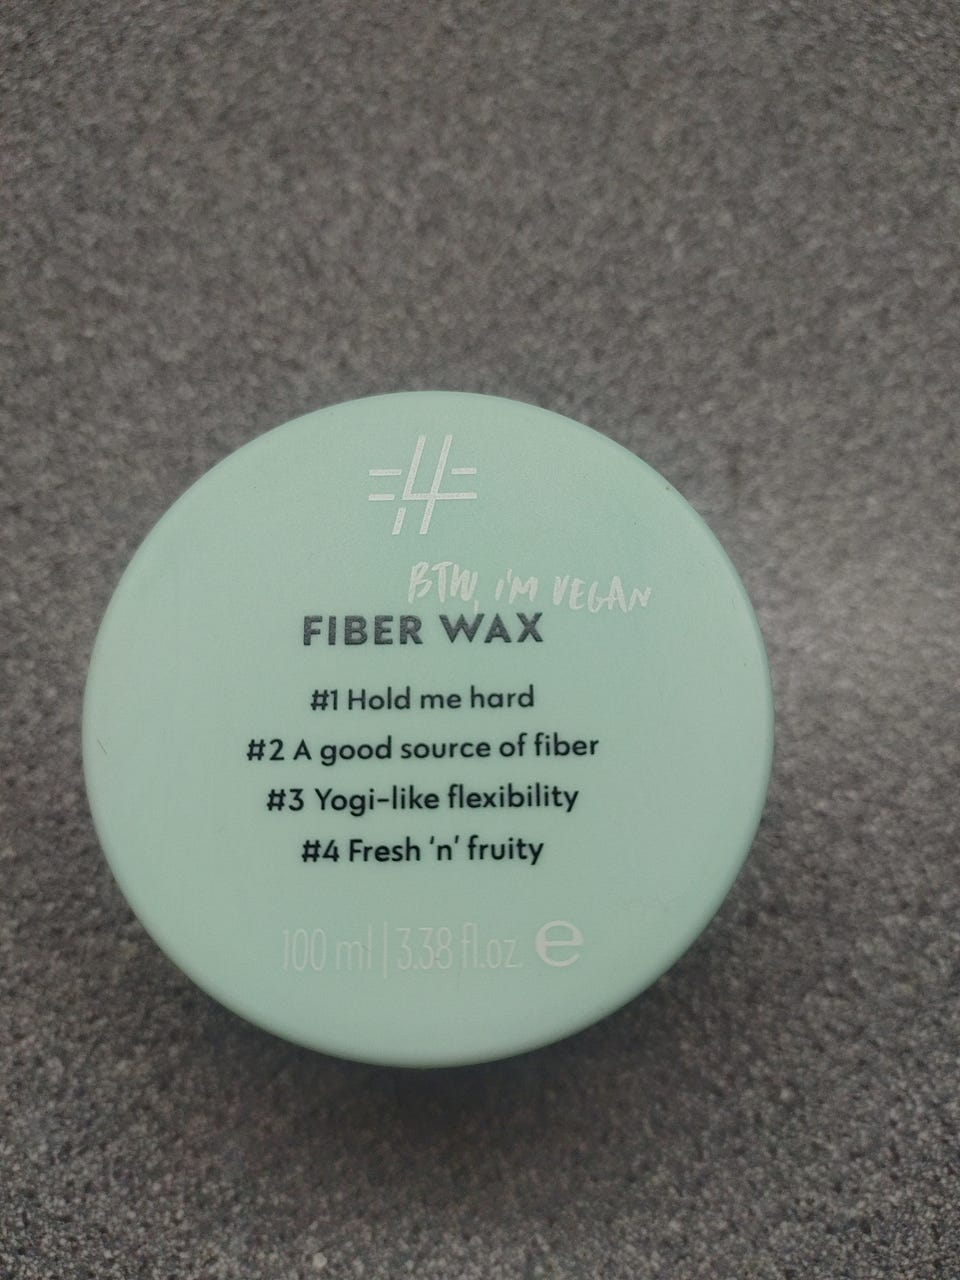 #4
BTW, I'M VEGAN
FIBER WAX
#1 Hold me hard
#2 A good source of fiber
#3 Yogi-like flexibility
#4 Fresh 'n' fruity
100 ml | 3.38 fl.oz. e